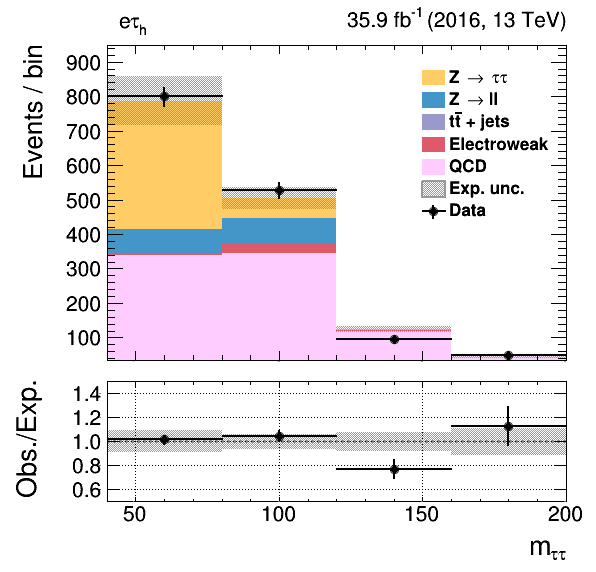 eτh 35.9 fb-1 (2016, 13 TeV)
Events / bin
900
800
700
600
500
400
300
200
100
Z → ττ
Z → ll
tt̄ + jets
Electroweak
QCD
Exp. unc.
Data
Obs./Exp.
1.4
1.2
1.0
0.8
0.6
50 100 150 200
mττ